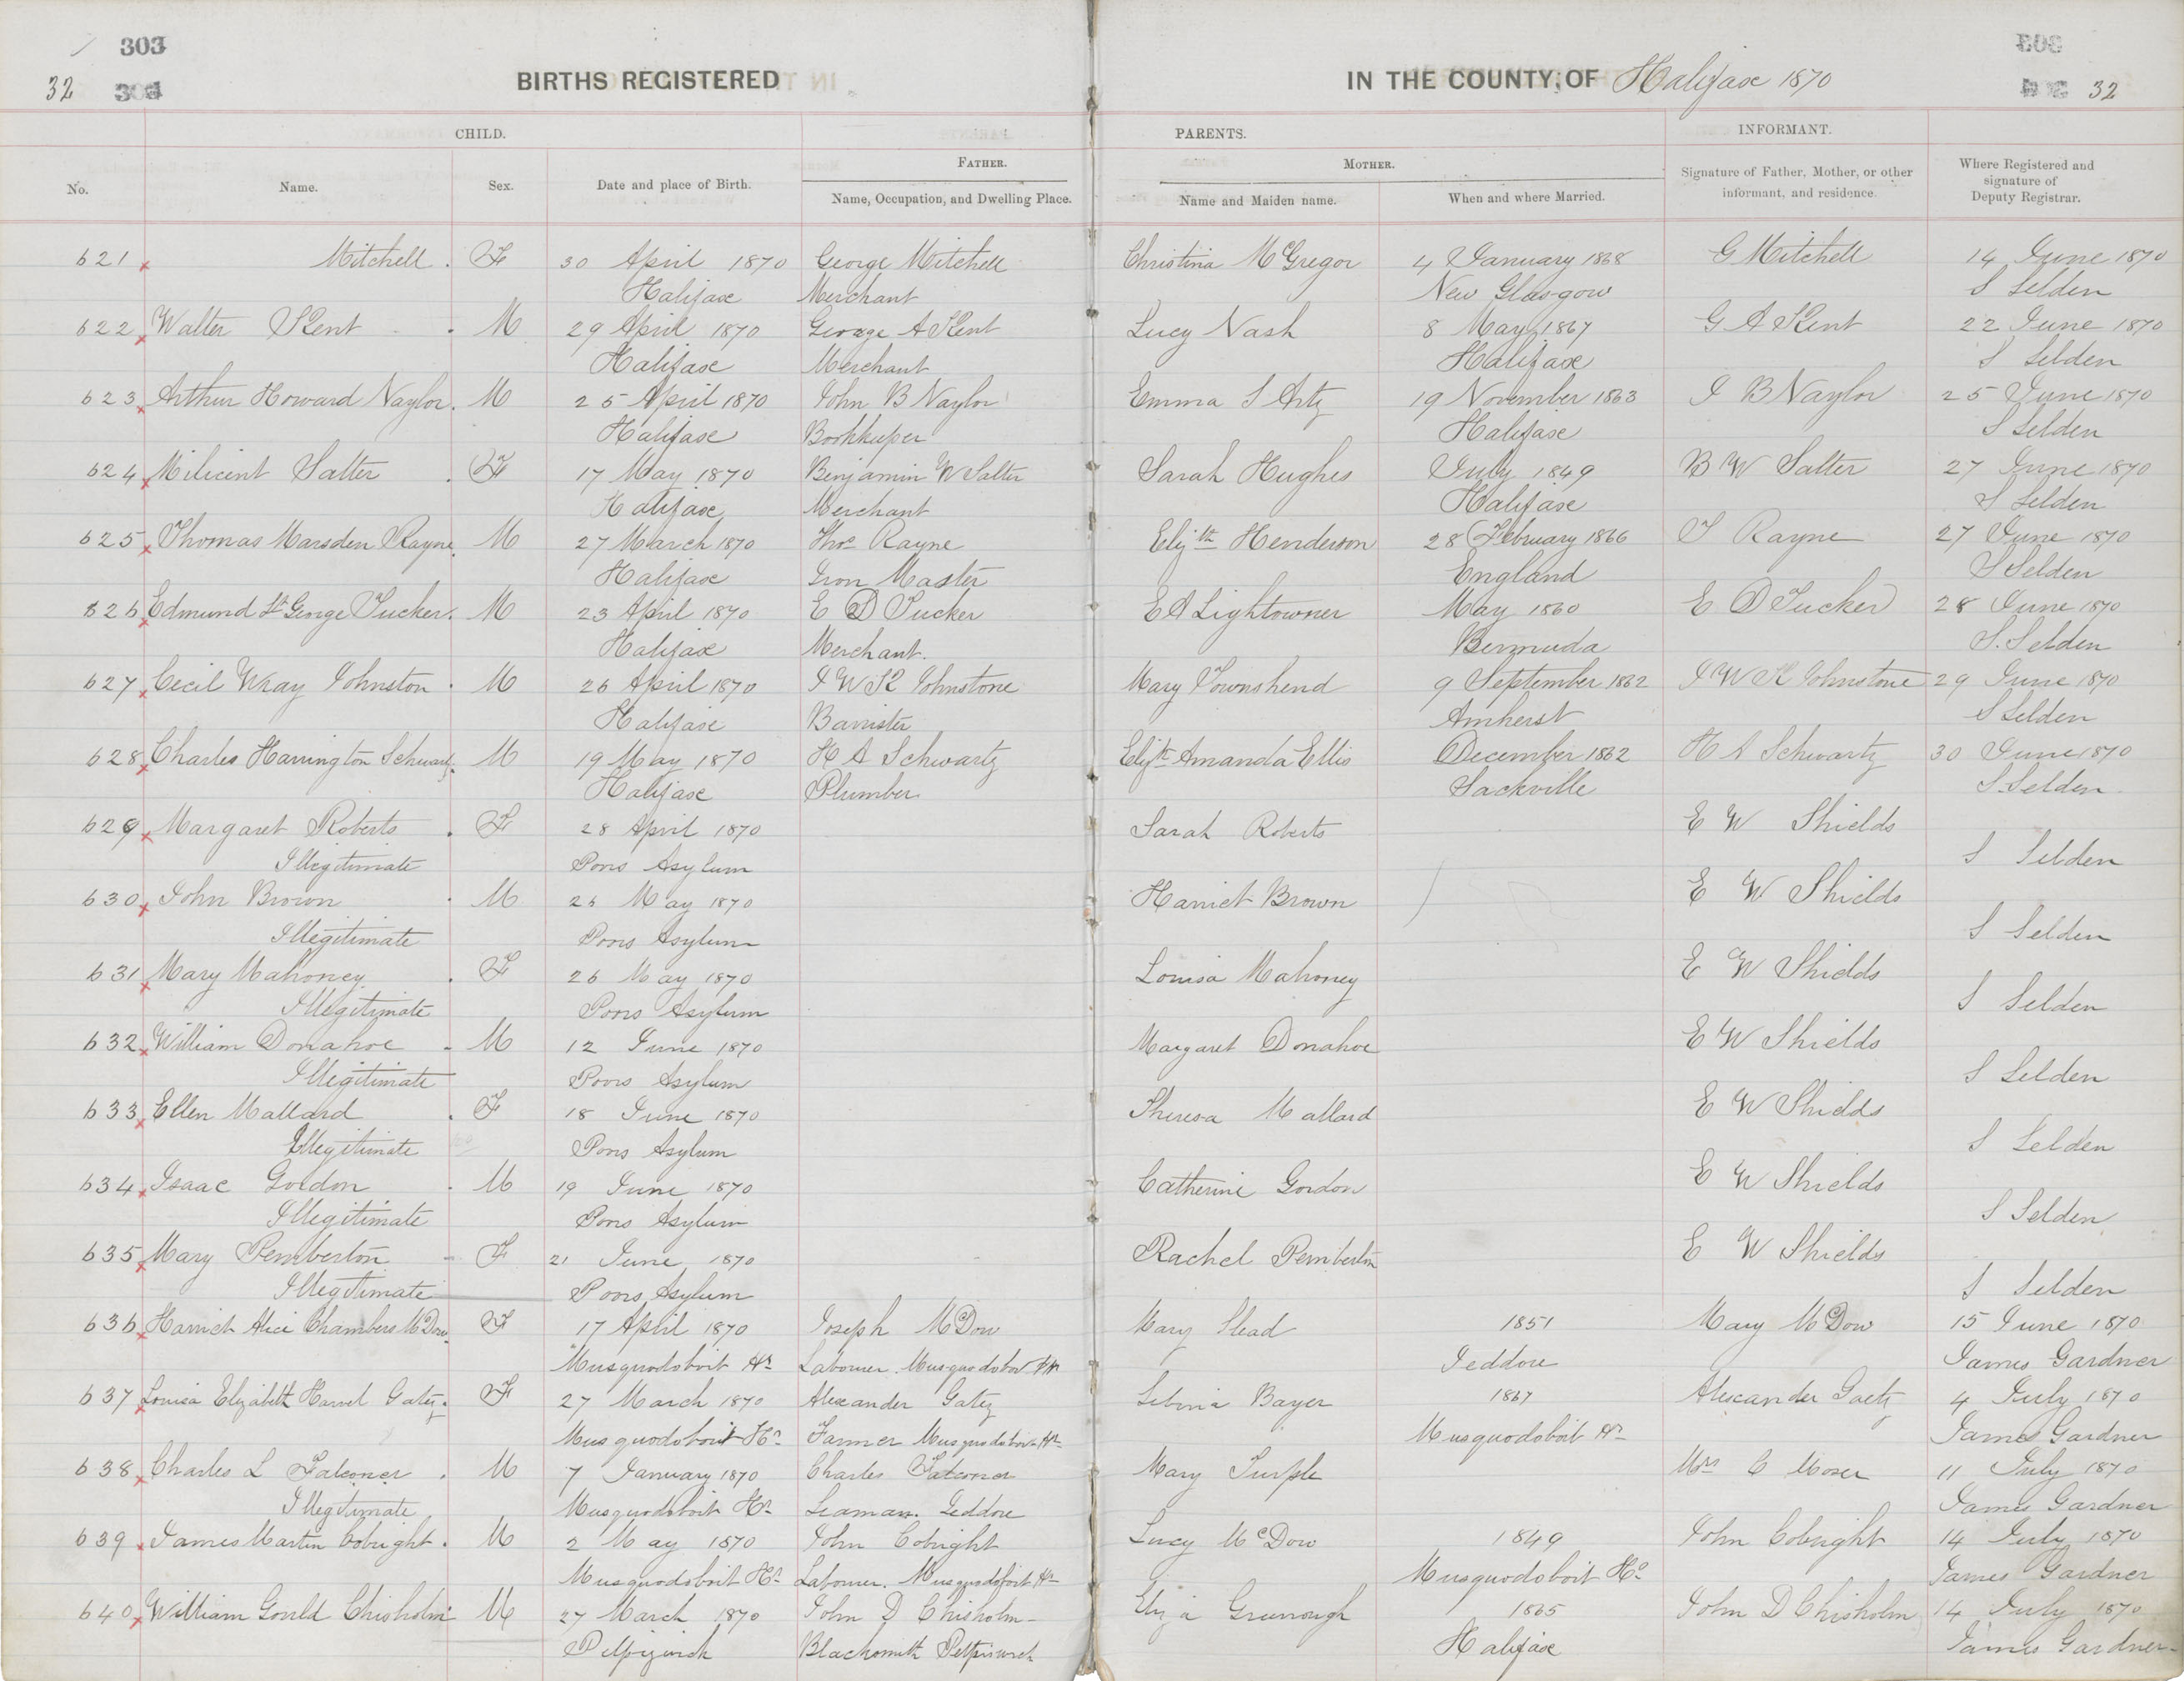 303
303
32 304
32
BIRTHS REGISTERED IN THE COUNTY OF Halifax 1870
CHILD. PARENTS. INFORMANT.
FATHER. MOTHER.
No. Name. Sex. Date and place of Birth. Name, Occupation, and Dwelling Place. Name and Maiden name. When and where Married. Signature of Father, Mother, or other informant, and residence. Where Registered and signature of Deputy Registrar.
621 Mitchell. F 30 April 1870 George Mitchell Christina McGregor 4 January 1868 G Mitchell 14 June 1870
Halifax Merchant New Glasgow S Selden
622 Walter Kent M 29 April 1870 George A Kent Lucy Nash 8 May 1867 G A Kent 22 June 1870
Halifax Merchant Halifax S Selden
623 Arthur Howard Naylor. M 25 April 1870 John B Naylor Emma S Artz 19 November 1863 J B Naylor 25 June 1870
Halifax Bookkeeper Halifax S Selden
624 Milicent Salter F 17 May 1870 Benjamin W Salter Sarah Hughes July 1849 B W Salter 27 June 1870
Halifax Merchant Halifax S Selden
625 Thomas Marsden Rayne. M 27 March 1870 Thos Rayne Elizth Henderson 28 February 1866 T Rayne 27 June 1870
Halifax Iron Master England S Selden
626 Edmund St George Tucker. M 23 April 1870 E D Tucker E A Lightowner May 1860 E D Tucker 28 June 1870
Halifax Merchant. Bermuda S. Selden
627 Cecil Wray Johnston. M 26 April 1870 J W K Johnstone Mary Townshend 9 September 1862 J W K Johnstone 29 June 1870
Halifax Barrister Amherst S Selden
628 Charles Harrington Schwartz. M 19 May 1870 H A Schwartz Elizth Amanda Ellis December 1862 H A Schwartz 30 June 1870
Halifax Plumber Sackville S Selden
629 Margaret Roberts. F 28 April 1870 Sarah Roberts E W Shields
Illegitimate Poors Asylum S Selden
630 John Brown M 26 May 1870 Harriet Brown E W Shields
Illegitimate Poors Asylum S Selden
631 Mary Mahoney. F 26 May 1870 Louisa Mahoney E W Shields
Illegitimate Poors Asylum S Selden
632 William Donahoe M 12 June 1870 Margaret Donahoe E W Shields
Illegitimate Poors Asylum S Selden
633 Ellen Mallard F 18 June 1870 Theresa Mallard E W Shields
Illegitimate Poors Asylum S Selden
634 Isaac Gordon M 19 June 1870 Catherine Gordon E W Shields
Illegitimate Poors Asylum S Selden
635 Mary Pemberton F 21 June 1870 Rachel Pemberton E W Shields
Illegitimate Poors Asylum S Selden
636 Harriet Alice Chambers McDow F 17 April 1870 Joseph McDow Mary Stead 1851 Mary McDow 15 June 1870
Musquodoboit Hr Labourer. Musquodoboit Hr Jeddore James Gardner
637 Louisa Elizabeth Gatez. F 27 March 1870 Alexander Gatez Bayer 1867 Alexander Gaetz 4 July 1870
Musquodoboit Hr Farmer Musquodoboit Hr Musquodoboit Hr James Gardner
638 Charles L Falconer. M 7 January 1870 Charles Falconer Mary Turple Mrs C Moser 11 July 1870
Illegitimate Musquodoboit Hr Seaman. Jeddore James Gardner
639 James Martin Cobright. M 2 May 1870 John Cobright Lucy McDow 1849 John Cobright 14 July 1870
Musquodoboit Hr Labourer. Musquodoboit Hr Musquodoboit Hr James Gardner
640 William Gould Chisholm M 27 March 1870 John D Chisholm Eliza Greenough 1865 John D Chisholm 14 July 1870
Blacksmith Halifax James Gardner